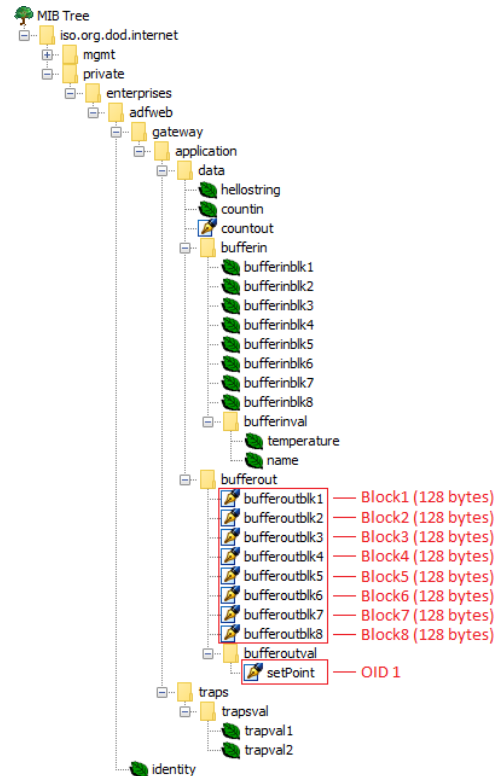 MIB Tree
iso.org.dod.internet
mgmt
private
enterprises
adfweb
gateway
application
data
hellostring
countin
countout
bufferin
bufferinblk1
bufferinblk2
bufferinblk3
bufferinblk4
bufferinblk5
bufferinblk6
bufferinblk7
bufferinblk8
bufferinval
temperature
name
bufferout
bufferoutblk1 Block1 (128 bytes)
bufferoutblk2 Block2 (128 bytes)
bufferoutblk3 Block3 (128 bytes)
bufferoutblk4 Block4 (128 bytes)
bufferoutblk5 Block5 (128 bytes)
bufferoutblk6 Block6 (128 bytes)
bufferoutblk7 Block7 (128 bytes)
bufferoutblk8 Block8 (128 bytes)
bufferoutval
setPoint OID 1
traps
trapsval
trapval1
trapval2
identity